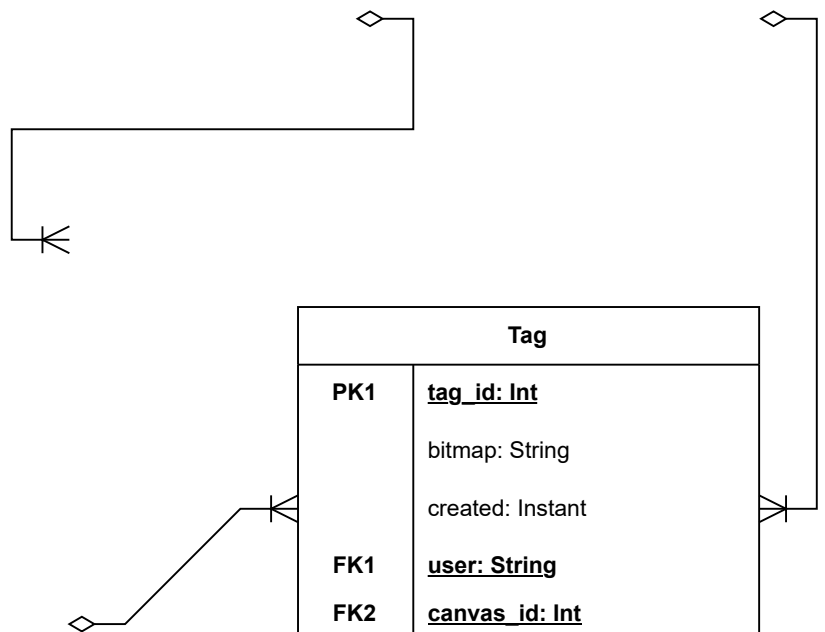 Tag
PK1 tag_id: Int
bitmap: String
created: Instant
FK1 user: String
FK2 canvas_id: Int